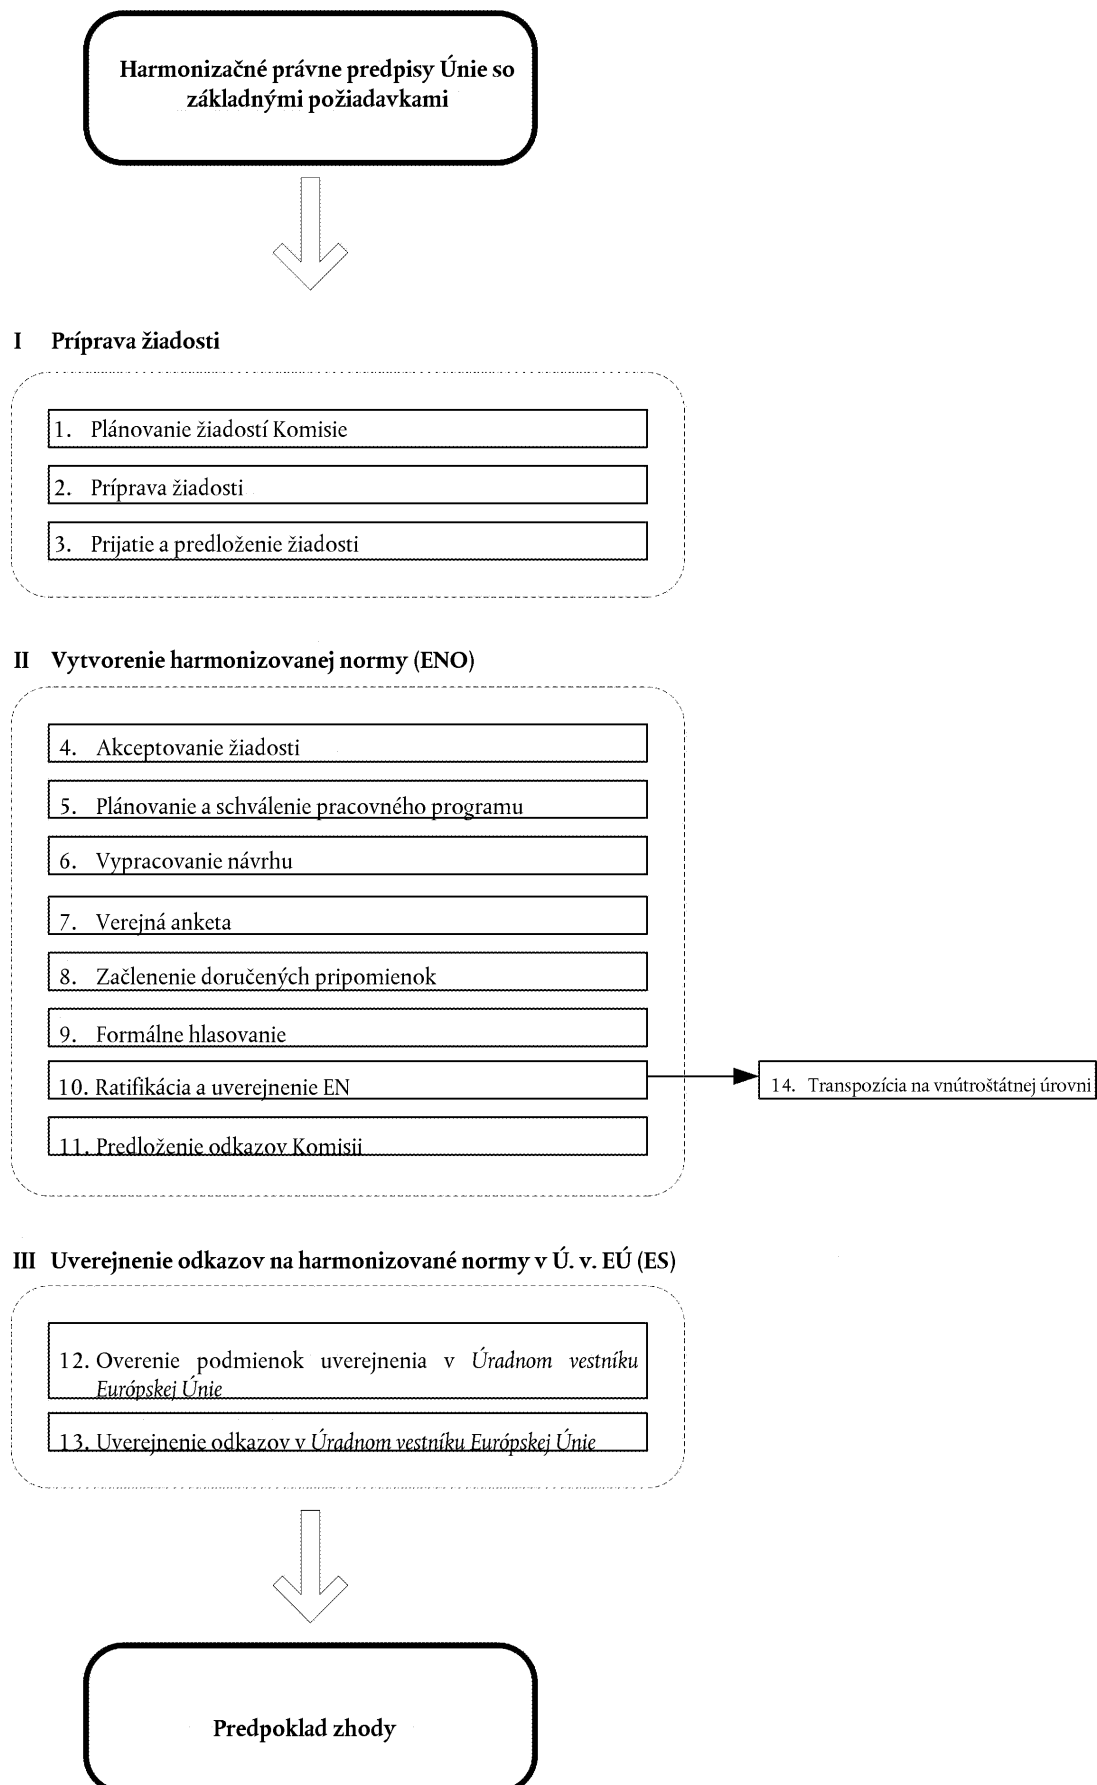 Harmonizačné právne predpisy Únie so
základnými požiadavkami
I Príprava žiadosti
1. Plánovanie žiadostí Komisie
2. Príprava žiadosti
3. Prijatie a predloženie žiadosti
II Vytvorenie harmonizovanej normy (ENO)
4. Akceptovanie žiadosti
5. Plánovanie a schválenie pracovného programu
6. Vypracovanie návrhu
7. Verejná anketa
8. Začlenenie doručených pripomienok
9. Formálne hlasovanie
10. Ratifikácia a uverejnenie EN
14. Transpozícia na vnútroštátnej úrovni
11. Predloženie odkazov Komisii
III Uverejnenie odkazov na harmonizované normy v Ú. v. EÚ (ES)
12. Overenie podmienok uverejnenia v Úradnom vestníku
Európskej Únie
13. Uverejnenie odkazov v Úradnom vestníku Európskej Únie
Predpoklad zhody